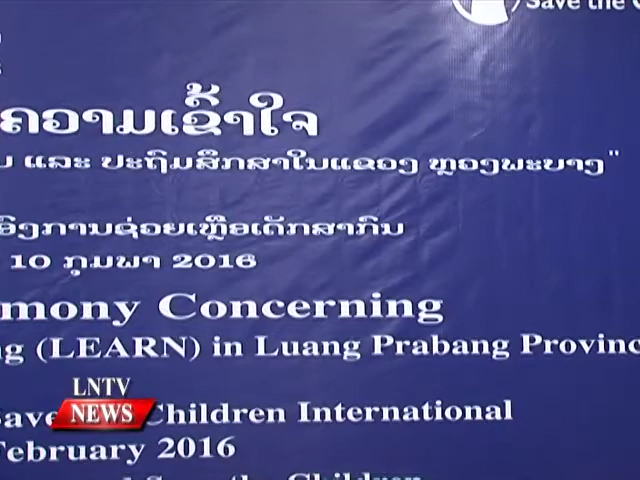 Save the
ຄວາມເຂົ້າໃຈ
ແລະ ປະຖົມສຶກສາໃນແຂວງ ຫຼວງພະບາງ"
ອົງການຊ່ວຍເຫຼືອເດັກສາກົນ
10 ກຸມພາ 2016
mony Concerning
g (LEARN) in Luang Prabang Provinc
LNTV
NEWS
Save Children International
February 2016
Save the Children